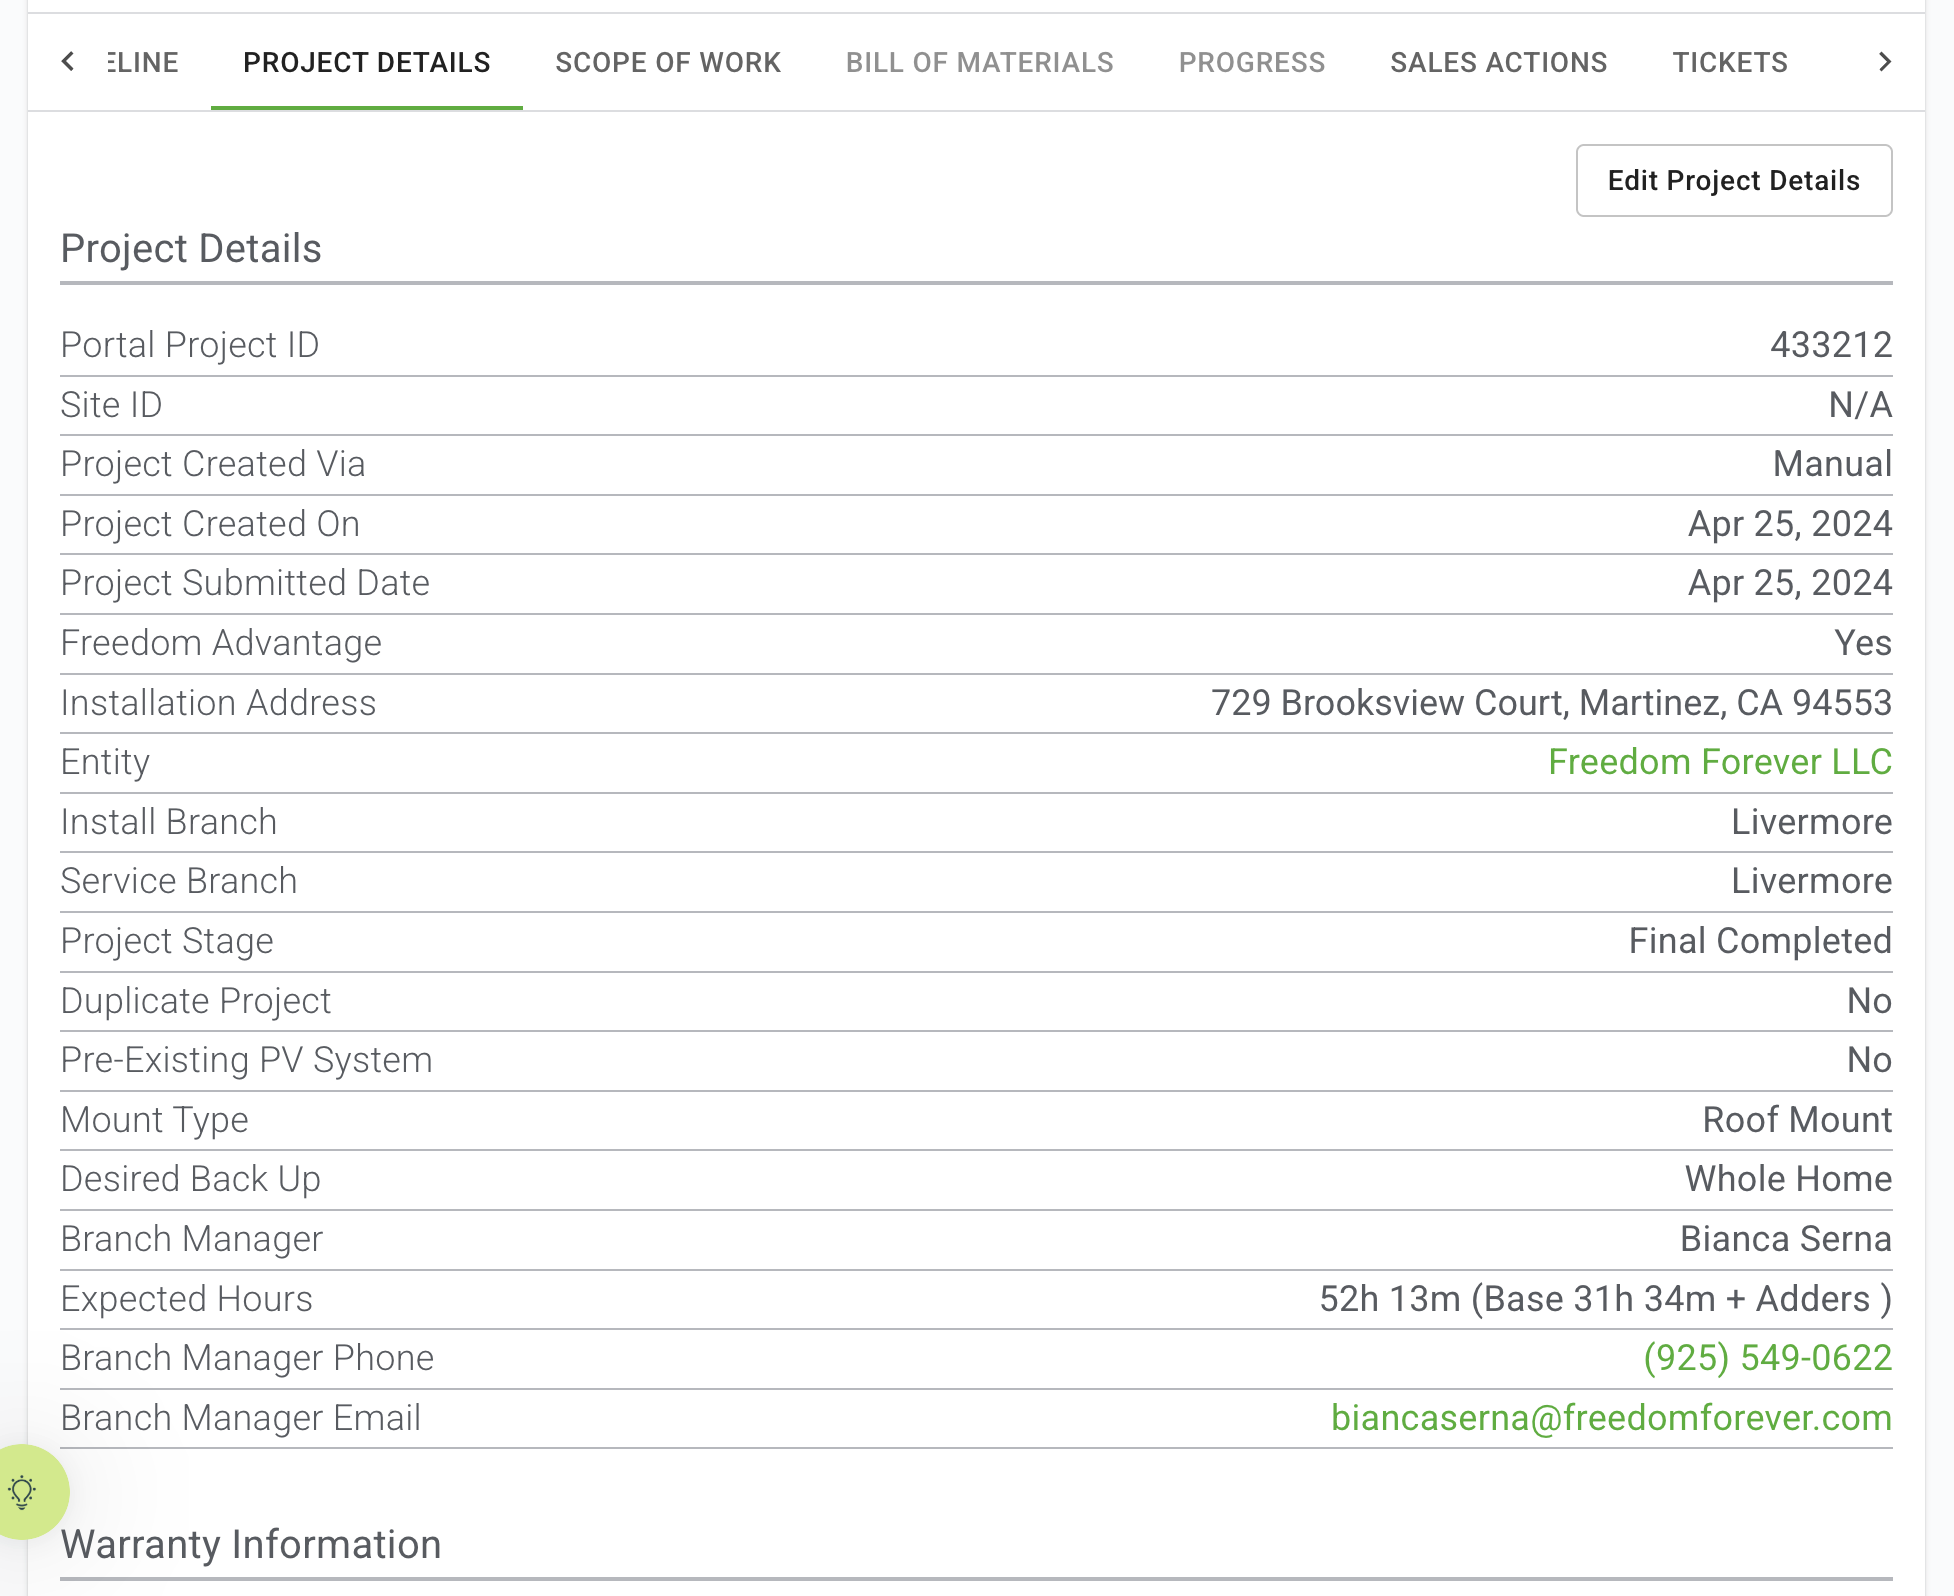 ELINE
PROJECT DETAILS
SCOPE OF WORK
BILL OF MATERIALS
PROGRESS
SALES ACTIONS
TICKETS
Edit Project Details
Project Details
Portal Project ID 433212
Site ID N/A
Project Created Via Manual
Project Created On Apr 25, 2024
Project Submitted Date Apr 25, 2024
Freedom Advantage Yes
Installation Address 729 Brooksview Court, Martinez, CA 94553
Entity Freedom Forever LLC
Install Branch Livermore
Service Branch Livermore
Project Stage Final Completed
Duplicate Project No
Pre-Existing PV System No
Mount Type Roof Mount
Desired Back Up Whole Home
Branch Manager Bianca Serna
Expected Hours 52h 13m (Base 31h 34m + Adders )
Branch Manager Phone (925) 549-0622
Branch Manager Email biancaserna@freedomforever.com
Warranty Information